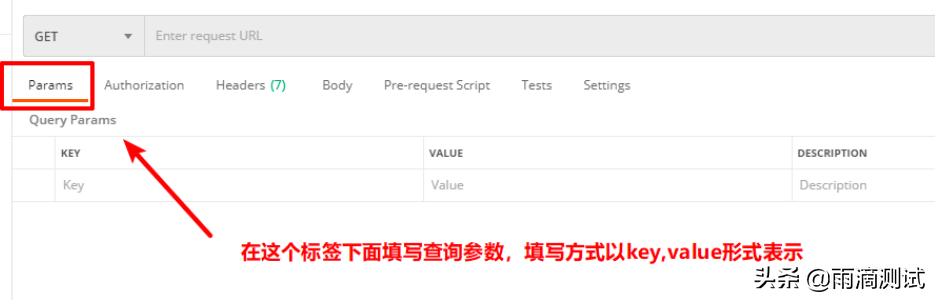 GET Enter request URL
Params Authorization Headers (7) Body Pre-request Script Tests Settings
Query Params
KEY VALUE DESCRIPTION
Key Value Description
在这个标签下面填写查询参数，填写方式以key,value形式表示
头条 @雨滴测试